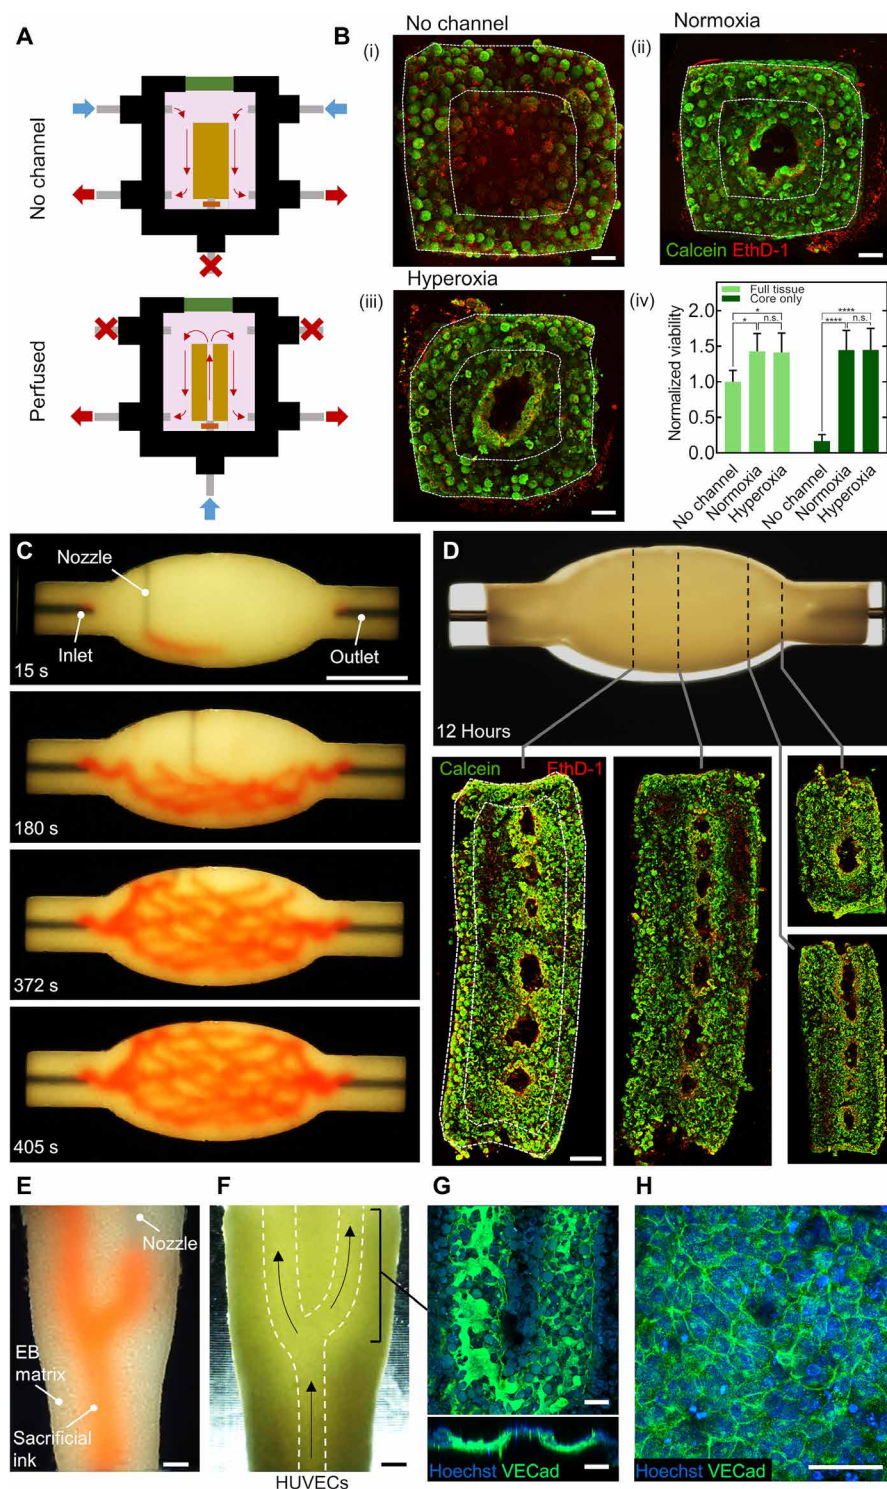 A
No channel
Perfused
B
No channel
(i)
Normoxia
(ii)
Calcein EthD-1
Hyperoxia
(iii)
(iv)
Full tissue
Core only
Normalized viability
2.0
1.5
1.0
0.5
0.0
*
*
n.s.
****
****
n.s.
No channel
Normoxia
Hyperoxia
No channel
Normoxia
Hyperoxia
C
Nozzle
Inlet
Outlet
15 s
180 s
372 s
405 s
D
12 Hours
Calcein
EthD-1
E
Nozzle
EB
matrix
Sacrificial
ink
F
HUVECs
G
Hoechst VECad
H
Hoechst VECad